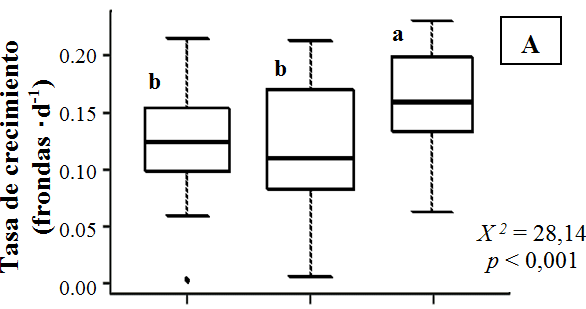 A
Tasa de crecimiento
(frondas · d-1)
0.20
0.15
0.10
0.05
0.00
b
b
a
X 2 = 28,14
p < 0,001